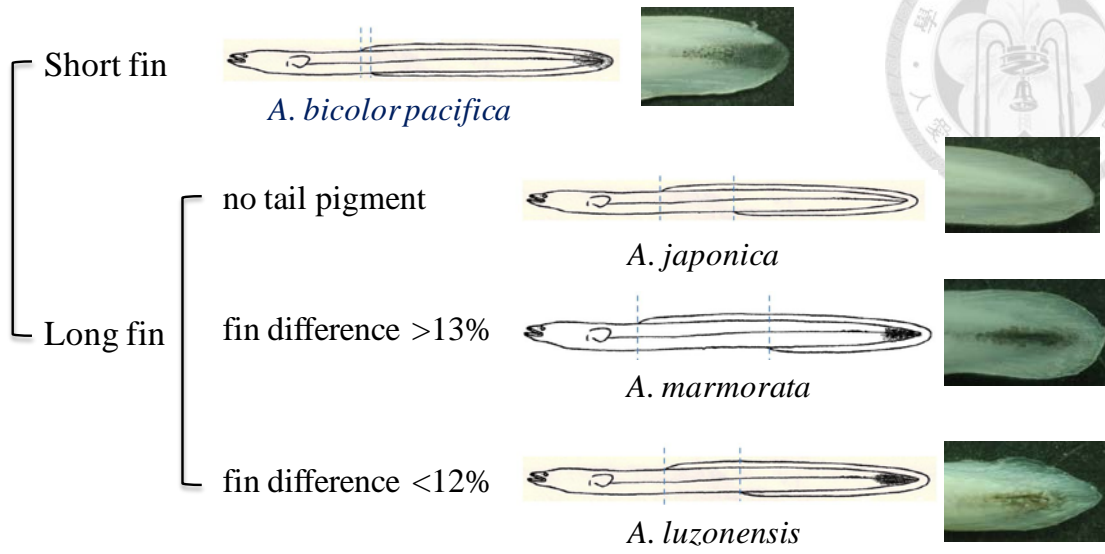 Short fin
A. bicolor pacifica
no tail pigment
A. japonica
Long fin
fin difference >13%
A. marmorata
fin difference <12%
A. luzonensis